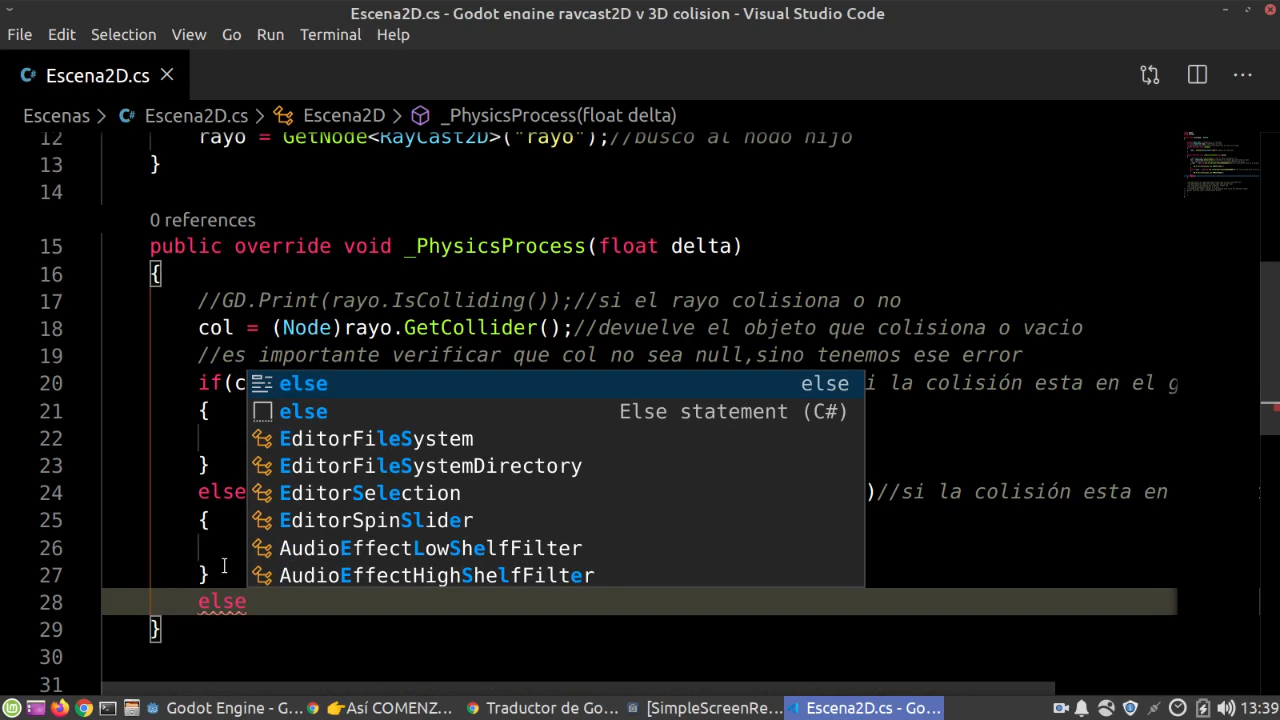 Escena2D.cs - Godot engine raycast2D y 3D colision - Visual Studio Code
File Edit Selection View Go Run Terminal Help
C# Escena2D.cs
Escenas > C# Escena2D.cs > Escena2D > _PhysicsProcess(float delta)
12 rayo = GetNode<RayCast2D>("rayo");//busco al nodo hijo
13 }
14
0 references
15 public override void _PhysicsProcess(float delta)
16 {
17 //GD.Print(rayo.IsColliding());//si el rayo colisiona o no
18 col = (Node)rayo.GetCollider();//devuelve el objeto que colisiona o vacio
19 //es importante verificar que col no sea null,sino tenemos ese error
20 if(c i la colisión esta en el g
else else
21 {
else Else statement (C#)
22
EditorFileSystem
23 }
EditorFileSystemDirectory
24 else )//si la colisión esta en
EditorSelection
25 {
EditorSpinSlider
26
AudioEffectLowShelfFilter
27 }
AudioEffectHighShelfFilter
28 else
29 }
30
31
Godot Engine - G... 👉Así COMENZ... Traductor de Go... [SimpleScreenRe... Escena2D.cs - Go... 13:39